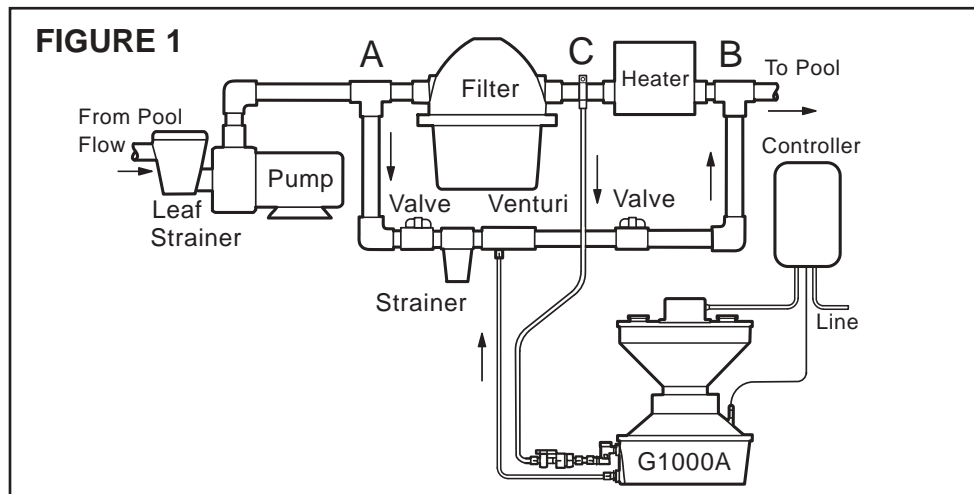 FIGURE 1
A
C
B
To Pool
Filter
Heater
From Pool
Flow
Controller
Pump
Valve
Venturi
Valve
Leaf
Strainer
Strainer
Line
G1000A